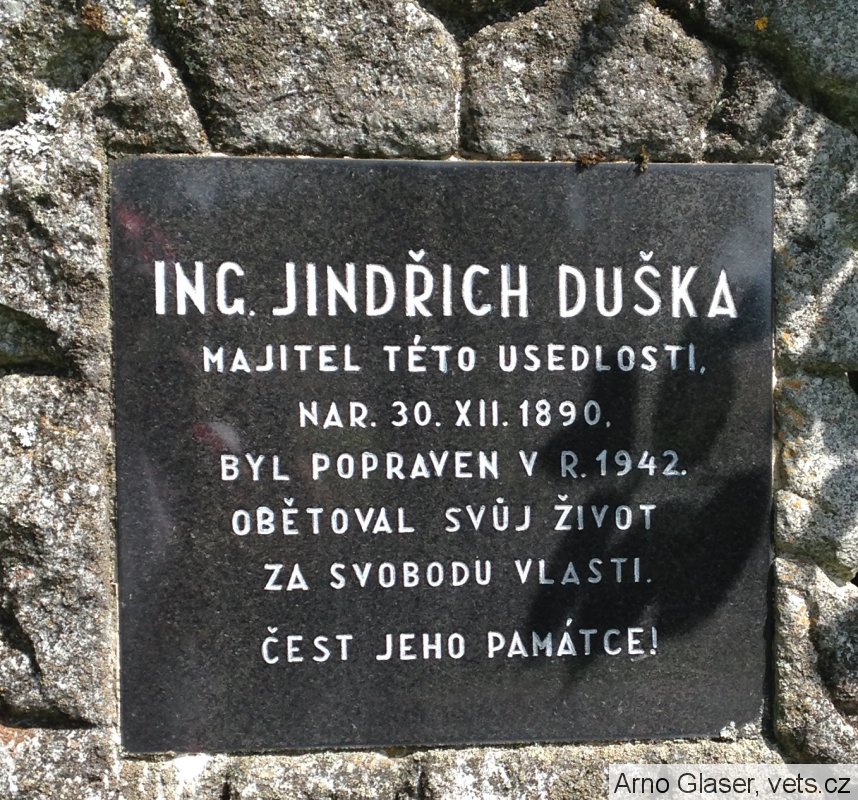 ING. JINDŘICH DUŠKA
MAJITEL TÉTO USEDLOSTI,
NAR. 30. XII. 1890,
BYL POPRAVEN V R. 1942.
OBĚTOVAL SVŮJ ŽIVOT
ZA SVOBODU VLASTI.
ČEST JEHO PAMÁTCE!
Arno Glaser, vets.cz